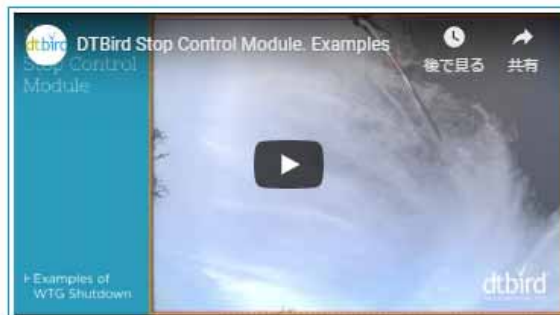 dtbird
DTBird Stop Control Module. Examples
後で見る
共有
Stop Control
Module
Examples of
WTG Shutdown
dtbird